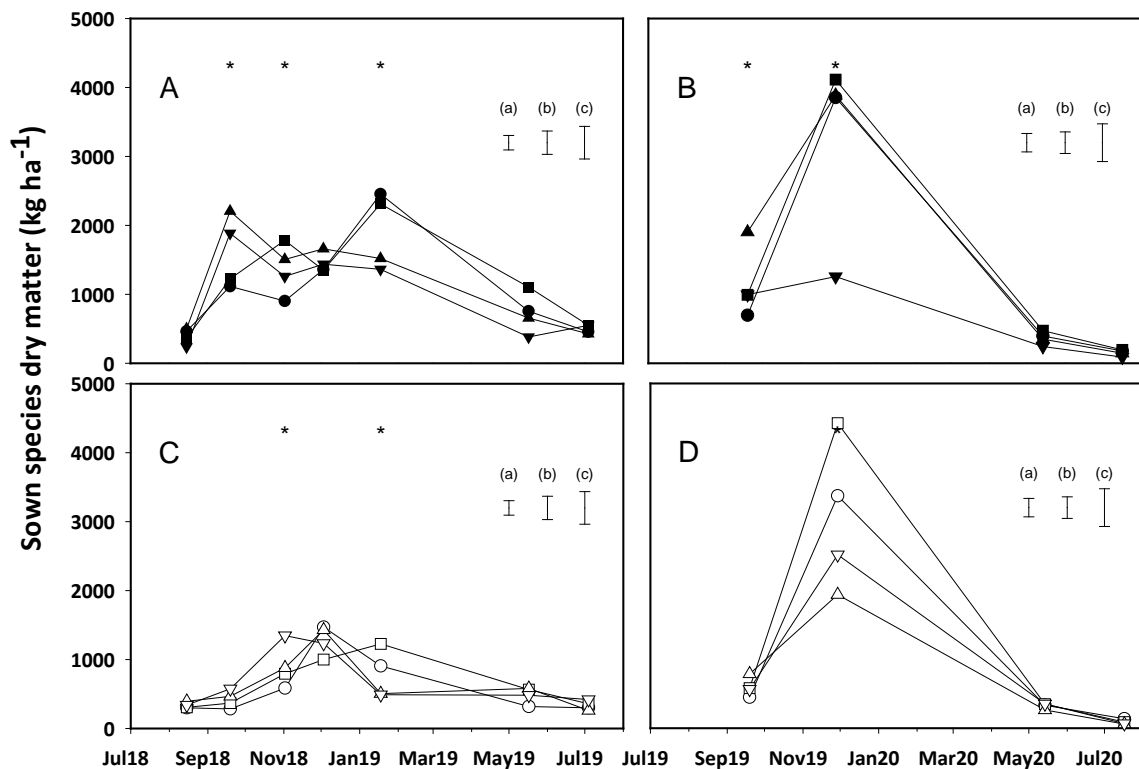 5000
4000
3000
2000
1000
0
A
* * *
(a) (b) (c)
B
* *
(a) (b) (c)
5000
4000
3000
2000
1000
0
C
* *
(a) (b) (c)
D
*
(a) (b) (c)
Sown species dry matter (kg ha⁻¹)
Jul18 Sep18 Nov18 Jan19 Mar19 May19 Jul19
Jul19 Sep19 Nov19 Jan20 Mar20 May20 Jul20